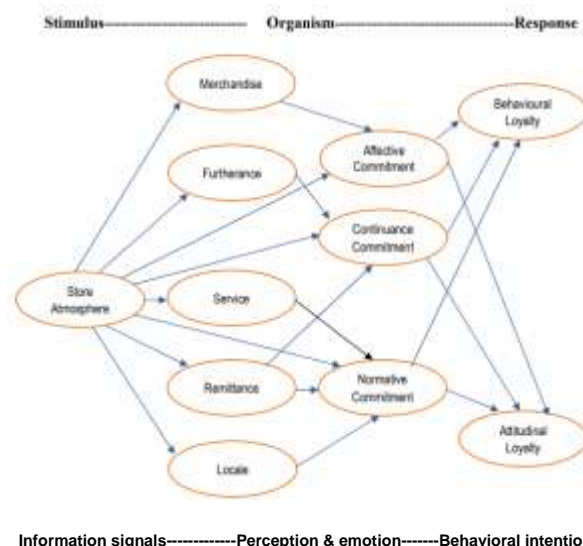 Stimulus----------------------------Organism----------------------------------Response
Merchandise
Behavioural
Loyalty
Affective
Commitment
Furtherance
Continuance
Commitment
Store
Atmosphere
Service
Remittance
Normative
Commitment
Attitudinal
Loyalty
Locale
Information signals-------------Perception & emotion-------Behavioral intentio